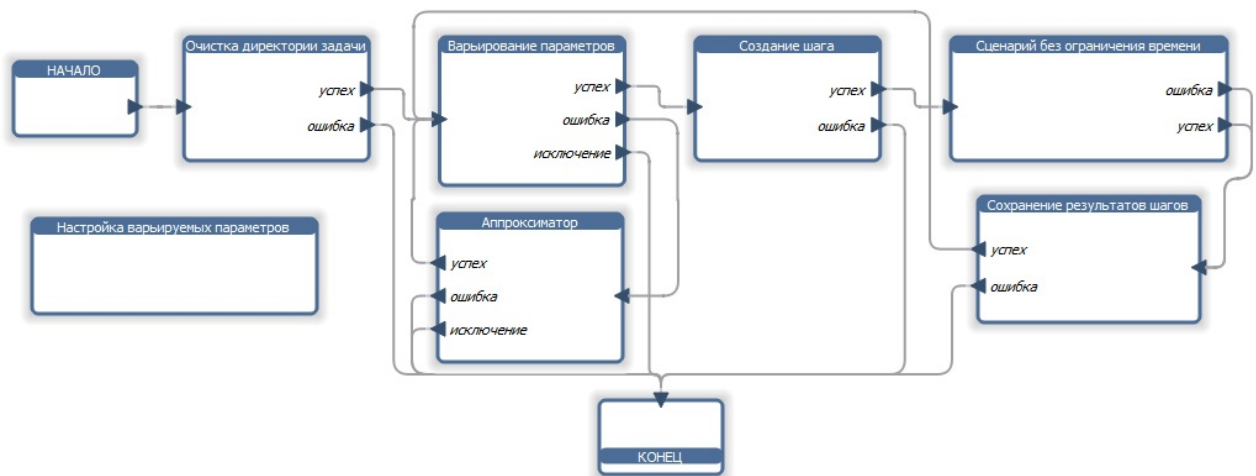 НАЧАЛО
Очистка директории задачи
успех
ошибка
Варьирование параметров
успех
ошибка
исключение
Создание шага
успех
ошибка
Сценарий без ограничения времени
ошибка
успех
Настройка варьируемых параметров
Аппроксиматор
успех
ошибка
исключение
Сохранение результатов шагов
успех
ошибка
КОНЕЦ